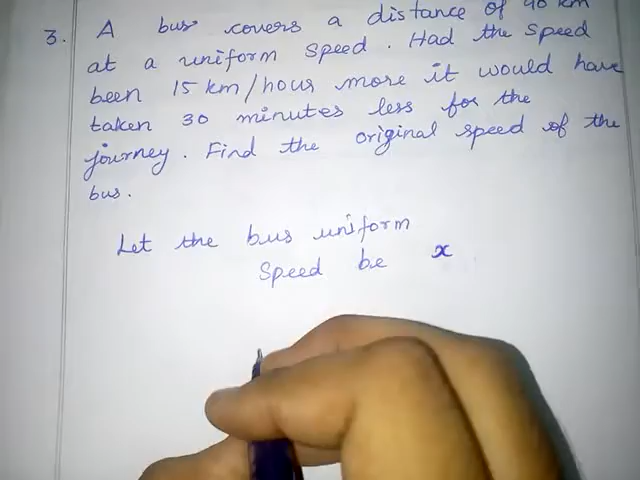 3. A bus covers a distance of 90 km
at a uniform speed. Had the speed
been 15 km/hour more it would have
taken 30 minutes less for the
journey. Find the original speed of the
bus.
Let the bus uniform
Speed be x